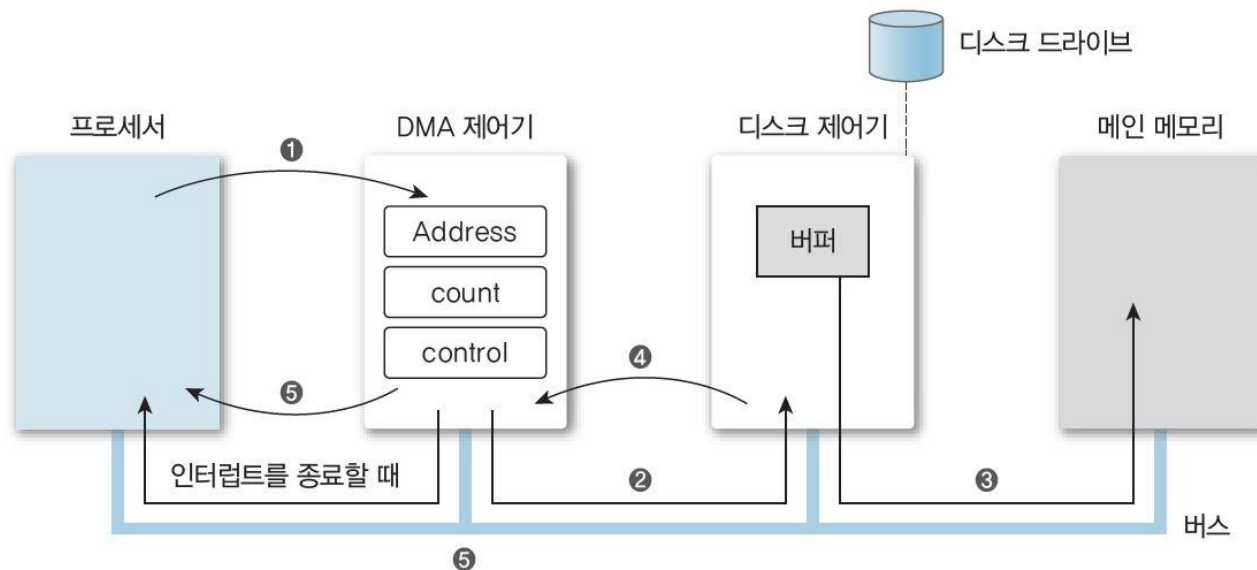 디스크 드라이브
프로세서
DMA 제어기
디스크 제어기
메인 메모리
❶
Address
버퍼
count
control
❹
❺
인터럽트를 종료할 때
❷
❸
버스
❺